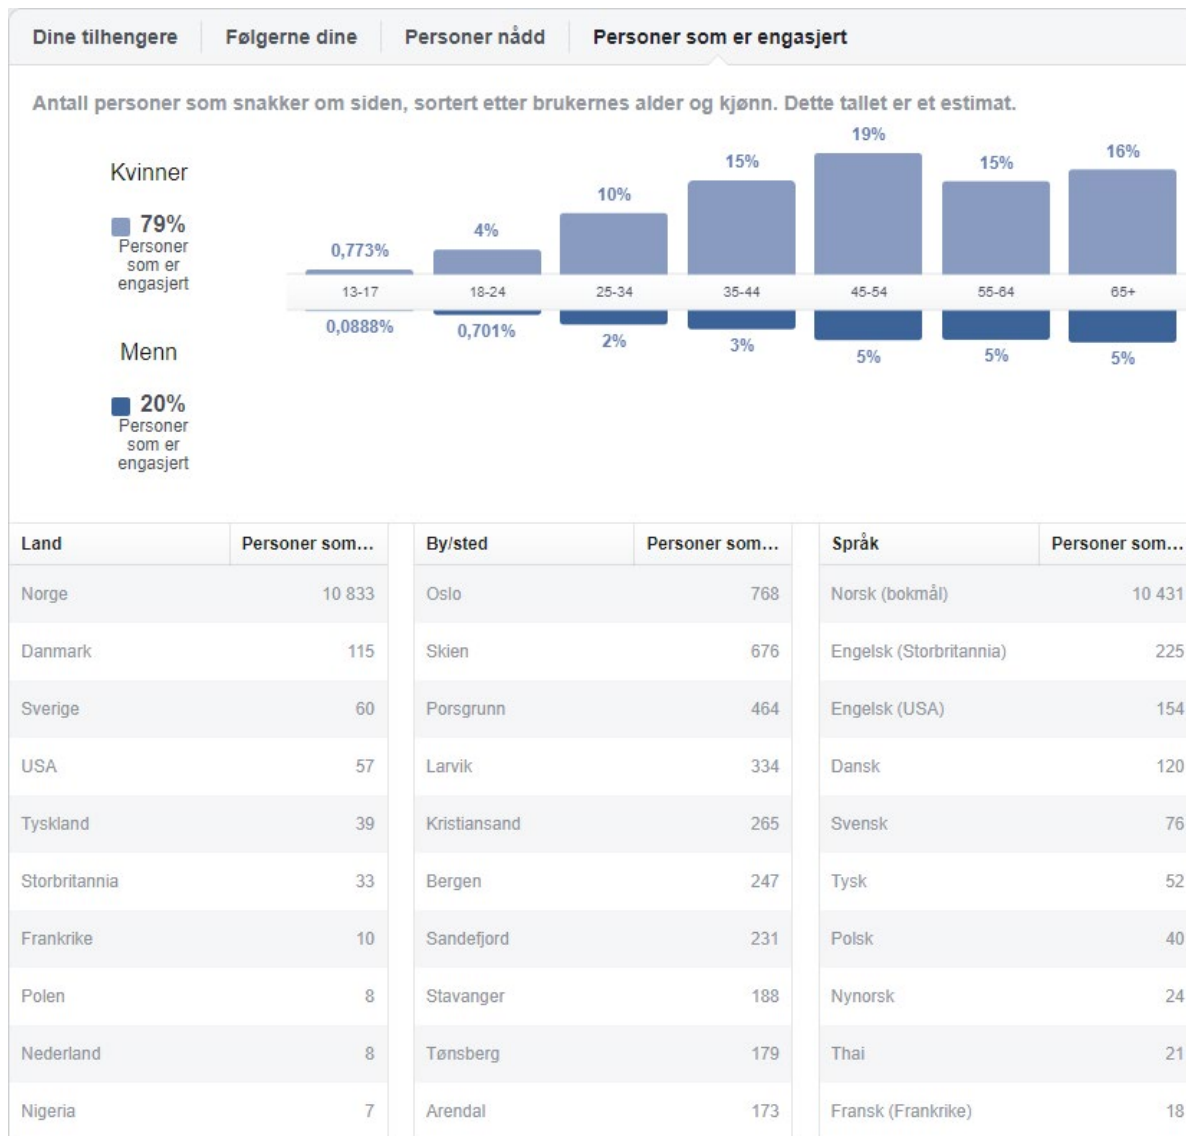 Dine tilhengere Følgerne dine Personer nådd Personer som er engasjert
Antall personer som snakker om siden, sortert etter brukernes alder og kjønn. Dette tallet er et estimat.
Kvinner
79%
Personer
som er
engasjert
0,773% 4% 10% 15% 19% 15% 16%
13-17 18-24 25-34 35-44 45-54 55-64 65+
0,0888% 0,701% 2% 3% 5% 5% 5%
Menn
20%
Personer
som er
engasjert
Land Personer som... By/sted Personer som... Språk Personer som...
Norge 10 833 Oslo 768 Norsk (bokmål) 10 431
Danmark 115 Skien 676 Engelsk (Storbritannia) 225
Sverige 60 Porsgrunn 464 Engelsk (USA) 154
USA 57 Larvik 334 Dansk 120
Tyskland 39 Kristiansand 265 Svensk 76
Storbritannia 33 Bergen 247 Tysk 52
Frankrike 10 Sandefjord 231 Polsk 40
Polen 8 Stavanger 188 Nynorsk 24
Nederland 8 Tønsberg 179 Thai 21
Nigeria 7 Arendal 173 Fransk (Frankrike) 18